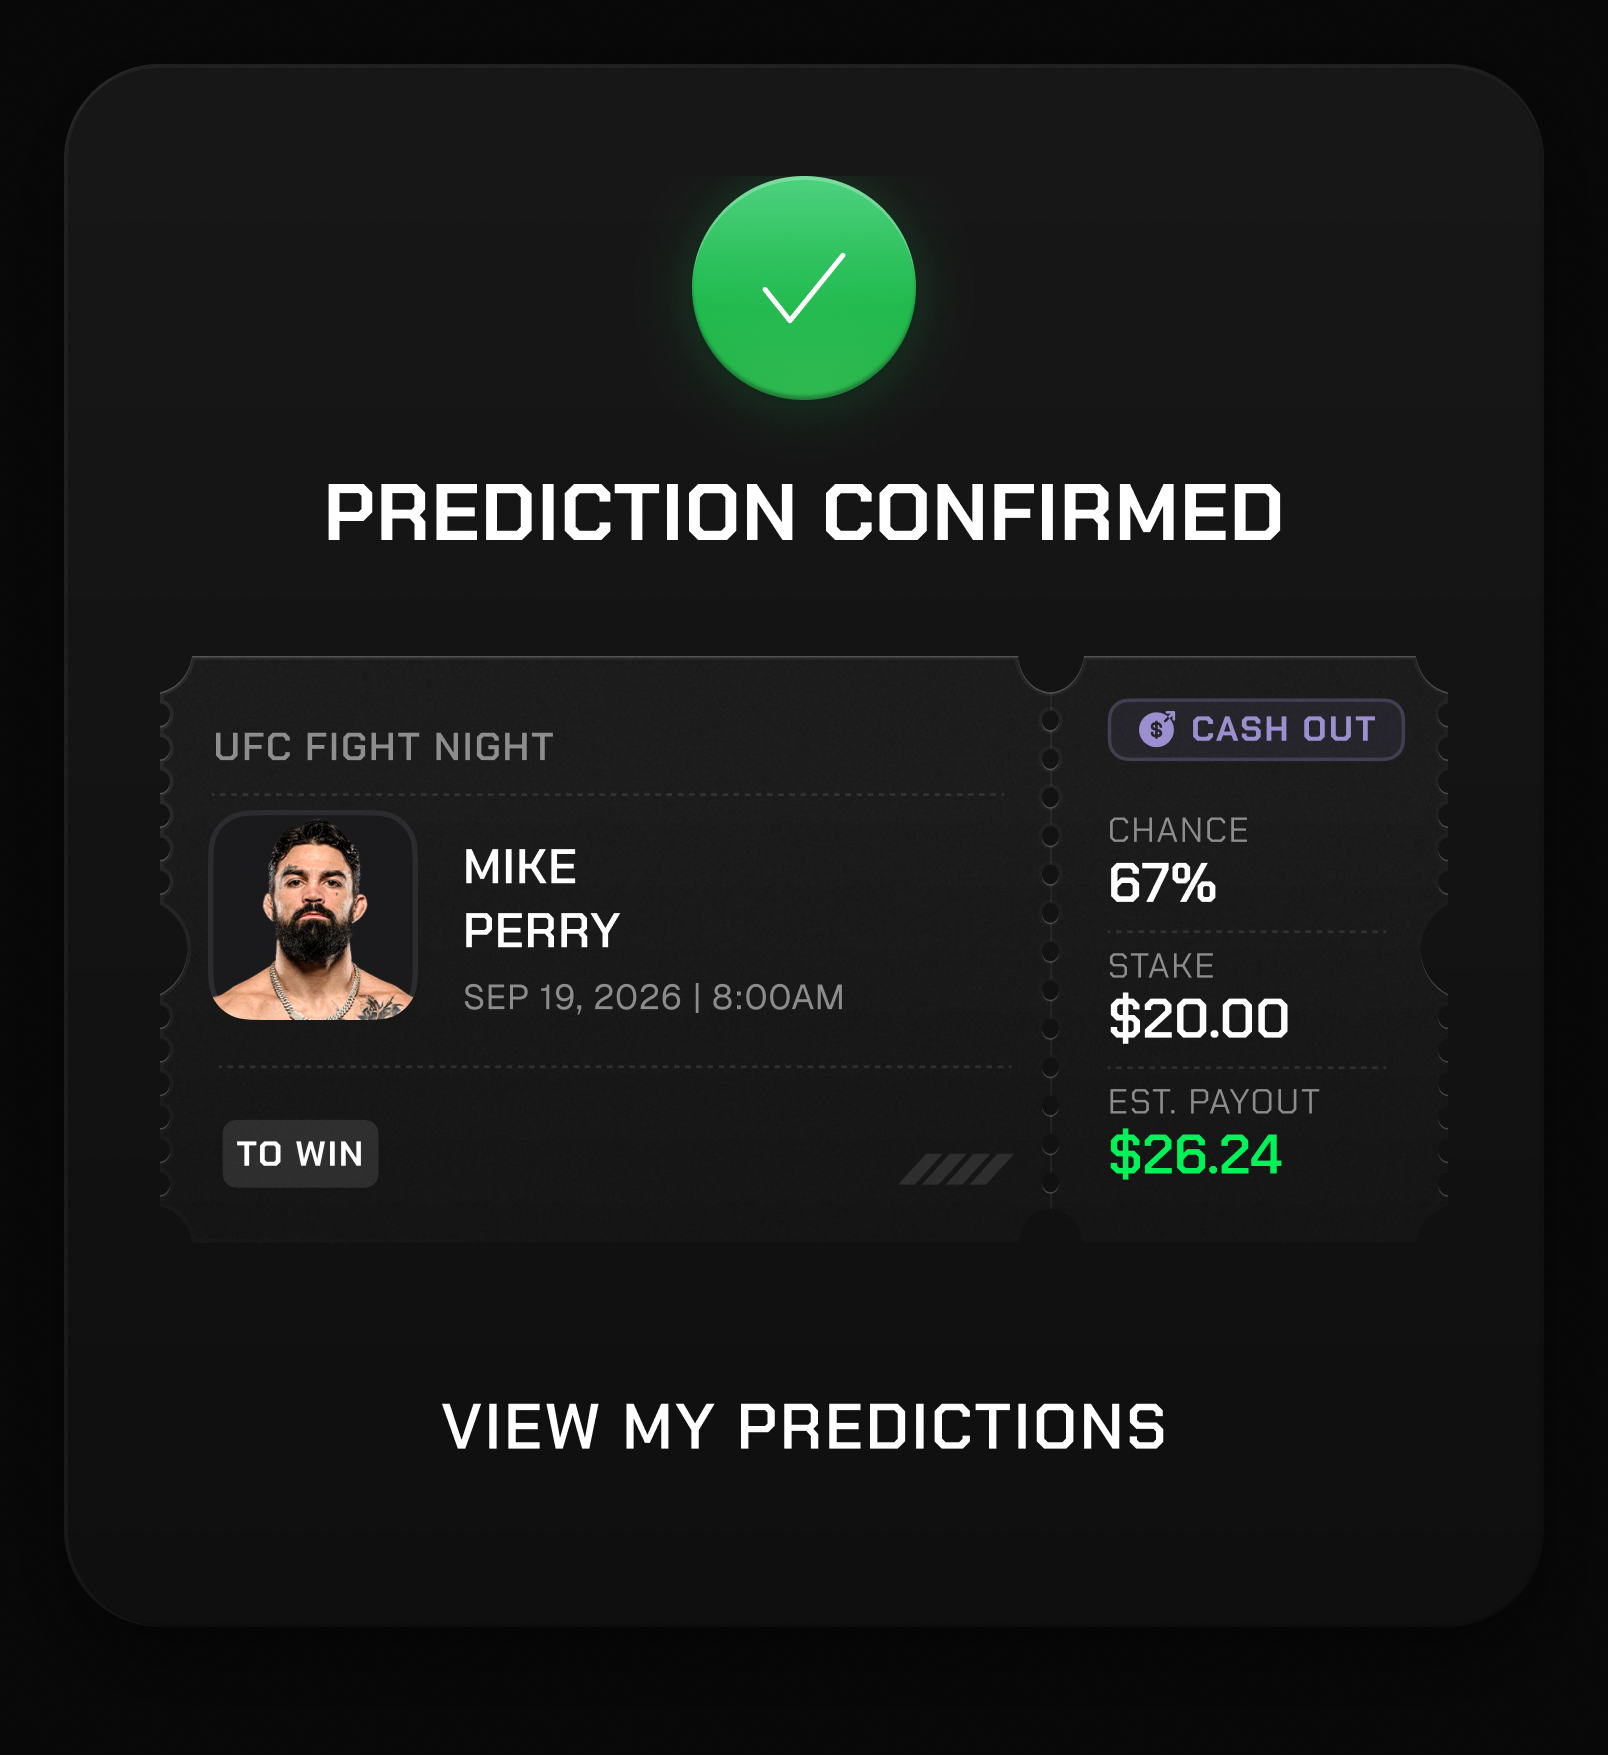 PREDICTION CONFIRMED
UFC FIGHT NIGHT
MIKE
PERRY
SEP 19, 2026 | 8:00AM
TO WIN
$ CASH OUT
CHANCE
67%
STAKE
$20.00
EST. PAYOUT
$26.24
VIEW MY PREDICTIONS